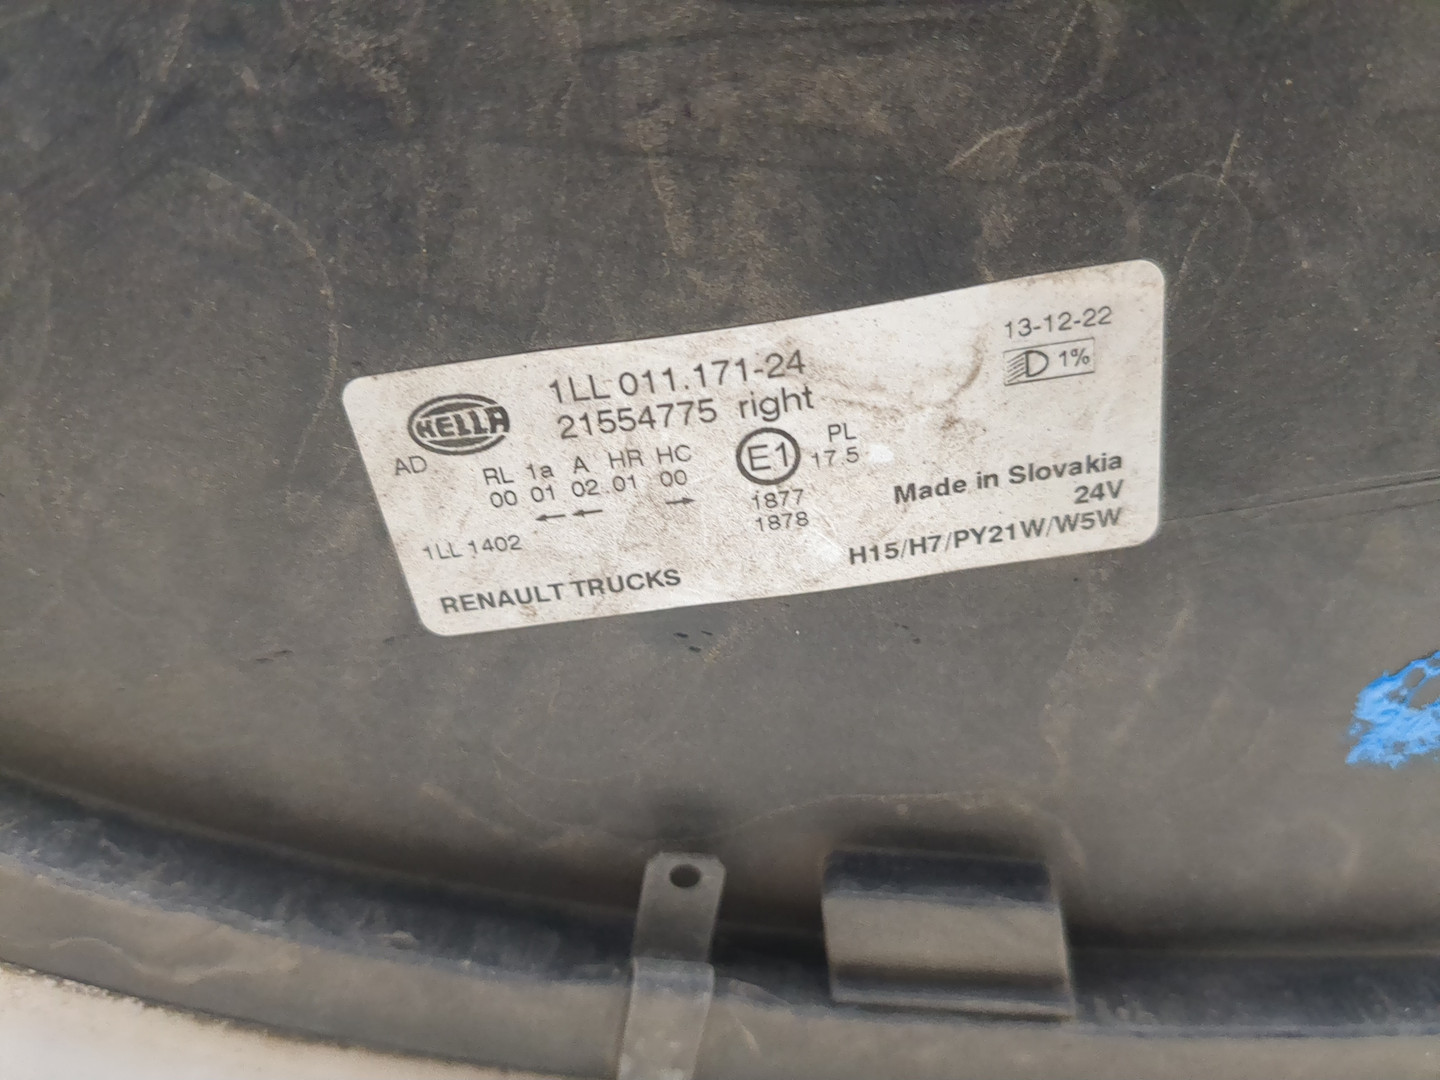 HELLA
1LL 011.171-24
21554775 right
13-12-22
1%
AD
RL 1a A HR HC
00 01 02 01 00
← ← →
E1
1877
1878
PL
17.5
Made in Slovakia
24V
H15/H7/PY21W/W5W
1LL 1402
RENAULT TRUCKS